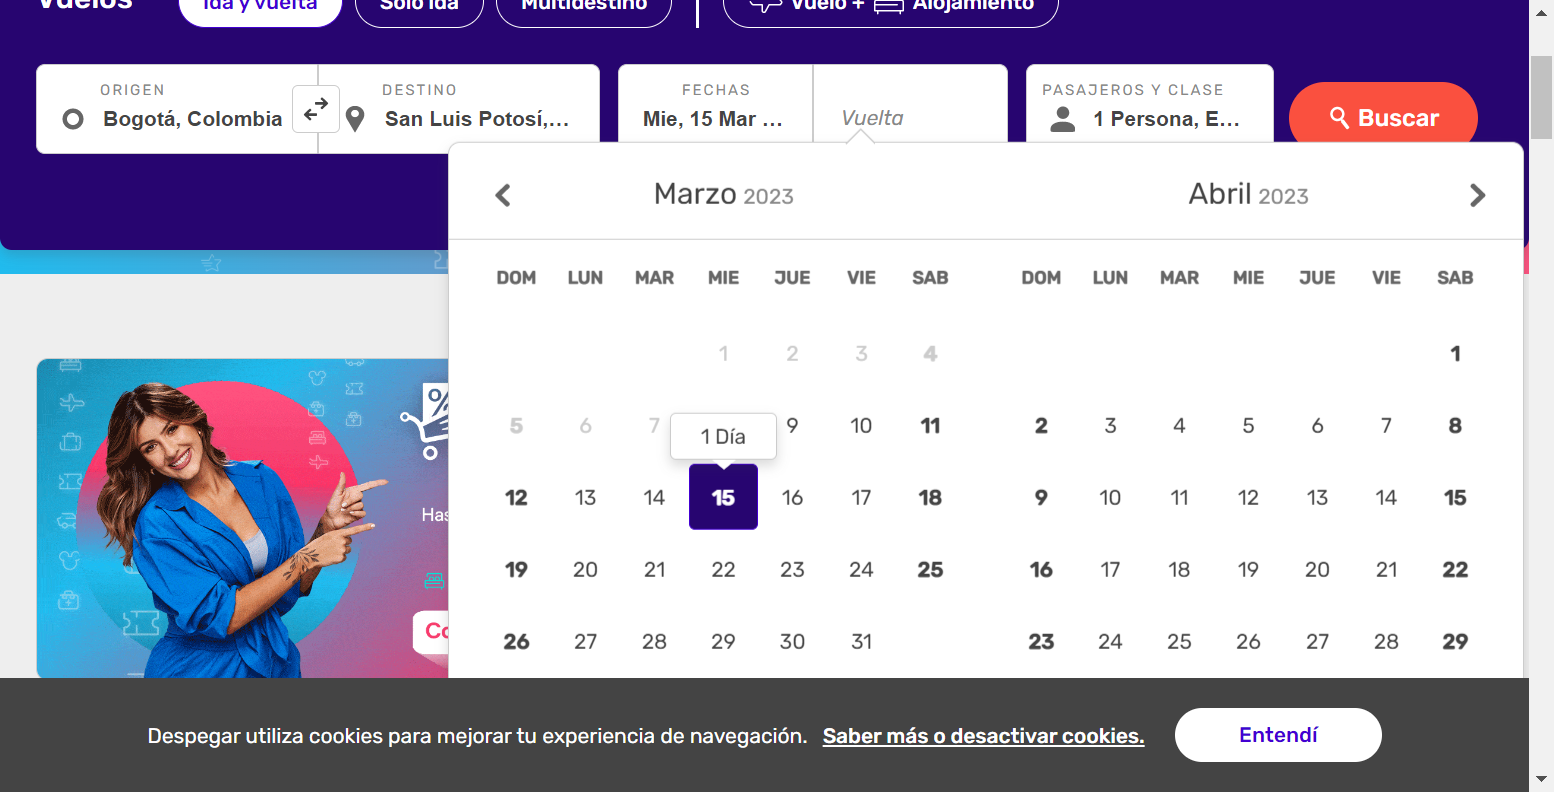 Vuelos
Ida y vuelta
Solo ida
Multidestino
Vuelo + Alojamiento
ORIGEN
Bogotá, Colombia
DESTINO
San Luis Potosí,...
FECHAS
Mie, 15 Mar ...
Vuelta
PASAJEROS Y CLASE
1 Persona, E...
Buscar
Marzo 2023
DOM LUN MAR MIE JUE VIE SAB
1 2 3 4
5 6 7 9 10 11
1 Día
12 13 14 15 16 17 18
19 20 21 22 23 24 25
26 27 28 29 30 31
Abril 2023
DOM LUN MAR MIE JUE VIE SAB
1
2 3 4 5 6 7 8
9 10 11 12 13 14 15
16 17 18 19 20 21 22
23 24 25 26 27 28 29
%
Has
Co
Despegar utiliza cookies para mejorar tu experiencia de navegación. Saber más o desactivar cookies.
Entendí